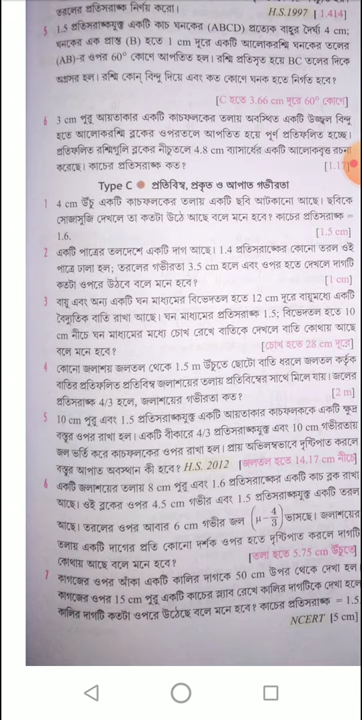 তরলের প্রতিসরাঙ্ক নির্ণয় করো।
H.S.1997 [ 1.414]
5 1.5 প্রতিসরাঙ্কযুক্ত একটি কাচ ঘনকের (ABCD) প্রত্যেক বাহুর দৈর্ঘ্য 4 cm;
ঘনকের এক প্রান্ত (B) হতে 1 cm দূরে একটি আলোকরশ্মি ঘনকের তলের
(AB)-র ওপর 60° কোণে আপতিত হল। রশ্মি প্রতিসৃত হয়ে BC তলের দিকে
অগ্রসর হল। রশ্মি কোন্ বিন্দু দিয়ে এবং কত কোণে ঘনক হতে নির্গত হবে?
[C হতে 3.66 cm দূরে 60° কোণে]
6 3 cm পুরু আয়তাকার একটি কাচফলকের তলায় অবস্থিত একটি উজ্জ্বল বিন্দু
হতে আলোকরশ্মি ব্লকের ওপরতলে আপতিত হয়ে পূর্ণ প্রতিফলিত হচ্ছে।
প্রতিফলিত রশ্মিগুলি ব্লকের নীচুতলে 4.8 cm ব্যাসার্ধের একটি আলোকবৃত্ত রচনা
করেছে। কাচের প্রতিসরাঙ্ক কত?
[1.17]
Type C ● প্রতিবিম্ব, প্রকৃত ও আপাত গভীরতা
1 4 cm উঁচু একটি কাচফলকের তলায় একটি ছবি আটকানো আছে। ছবিকে
সোজাসুজি দেখলে তা কতটা উঠে আছে বলে মনে হবে? কাচের প্রতিসরাঙ্ক =
1.6.
[1.5 cm]
2 একটি পাত্রের তলদেশে একটি দাগ আছে। 1.4 প্রতিসরাঙ্কের কোনো তরল ওই
পাত্রে ঢালা হল; তরলের গভীরতা 3.5 cm হলে এবং ওপর হতে দেখলে দাগটি
কতটা ওপরে উঠবে বলে মনে হবে?
[1 cm]
3 বায়ু এবং অন্য একটি ঘন মাধ্যমের বিভেদতল হতে 12 cm দূরে বায়ুমধ্যে একটি
বৈদ্যুতিক বাতি রাখা আছে। ঘন মাধ্যমের প্রতিসরাঙ্ক 1.5; বিভেদতল হতে 10
cm নীচে ঘন মাধ্যমের মধ্যে চোখ রেখে বাতিকে দেখলে বাতি কোথায় আছে
বলে মনে হবে?
[চোখ হতে 28 cm দূরে]
4 কোনো জলাশয় জলতল থেকে 1.5 m উঁচুতে ছোটো বাতি ধরলে জলতল কর্তৃক
বাতির প্রতিফলিত প্রতিবিম্ব জলাশয়ের তলায় প্রতিবিম্বের সাথে মিলে যায়। জলের
প্রতিসরাঙ্ক 4/3 হলে, জলাশয়ের গভীরতা কত?
[2 m]
5 10 cm পুরু এবং 1.5 প্রতিসরাঙ্কযুক্ত একটি আয়তাকার কাচফলককে একটি ক্ষুদ্র
বস্তুর ওপর রাখা হল। একটি বীকারে 4/3 প্রতিসরাঙ্কযুক্ত এবং 10 cm গভীরতায়
জল ভর্তি করে কাচফলকের ওপর রাখা হল। প্রায় অভিলম্বভাবে দৃষ্টিপাত করলে
বস্তুর আপাত অবস্থান কী হবে? H.S. 2012 [জলতল হতে 14.17 cm নীচে]
6 একটি জলাশয়ের তলায় 8 cm পুরু এবং 1.6 প্রতিসরাঙ্কের একটি কাচ ব্লক রাখা
আছে। ওই ব্লকের ওপর 4.5 cm গভীর এবং 1.5 প্রতিসরাঙ্কযুক্ত একটি তরল
আছে। তরলের ওপর আবার 6 cm গভীর জল (μ=4/3) ভাসছে। জলাশয়ের
তলায় একটি দাগের প্রতি কোনো দর্শক ওপর হতে দৃষ্টিপাত করলে দাগটি
কোথায় আছে বলে মনে হবে?
[তলা হতে 5.75 cm উঁচুতে]
7 কাগজের ওপর আঁকা একটি কালির দাগকে 50 cm উপর থেকে দেখা হল।
কাগজের ওপর 15 cm পুরু একটি কাচের স্ল্যাব রেখে কালির দাগটিকে দেখা হলে
কালির দাগটি কতটা ওপরে উঠেছে বলে মনে হবে? কাচের প্রতিসরাঙ্ক = 1.5
NCERT [5 cm]